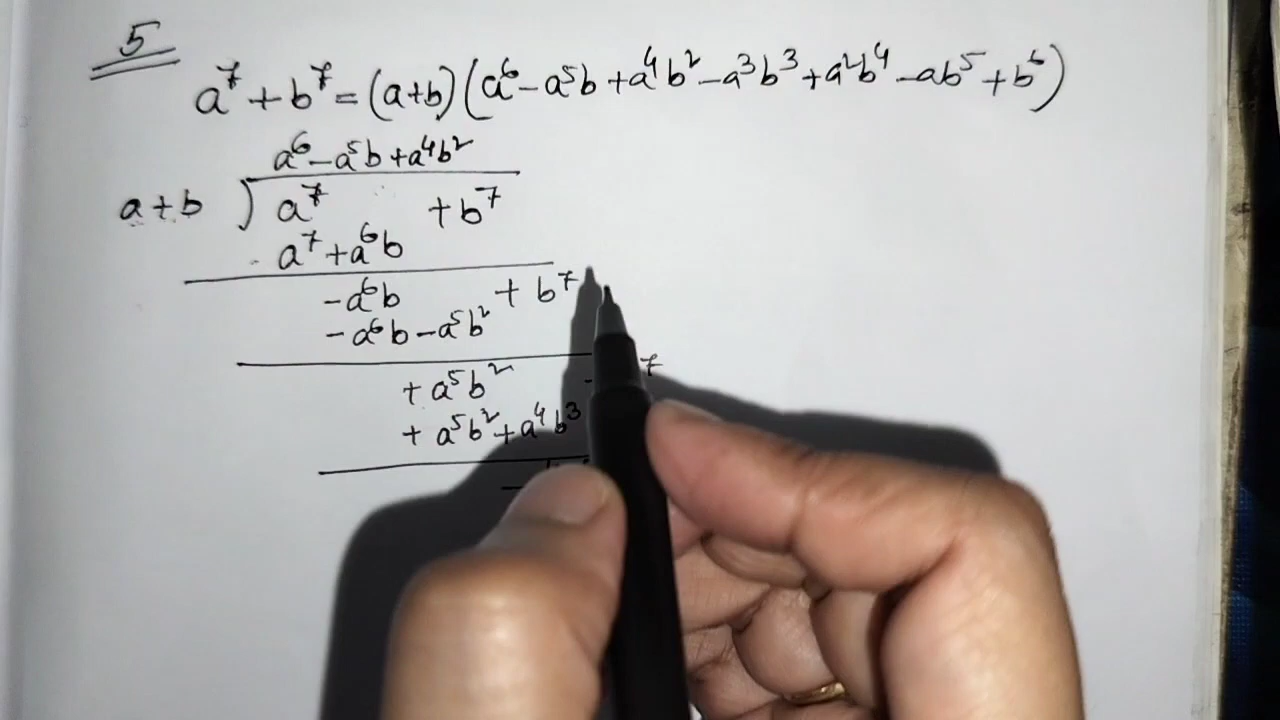 5
a⁷ + b⁷ = (a+b)(a⁶ - a⁵b + a⁴b² - a³b³ + a²b⁴ - ab⁵ + b⁶)
a⁶ - a⁵b + a⁴b²
a+b ) a⁷ + b⁷
a⁷ + a⁶b
-a⁶b + b⁷
-a⁶b - a⁵b²
+ a⁵b² 7
+ a⁵b² + a⁴b³
-